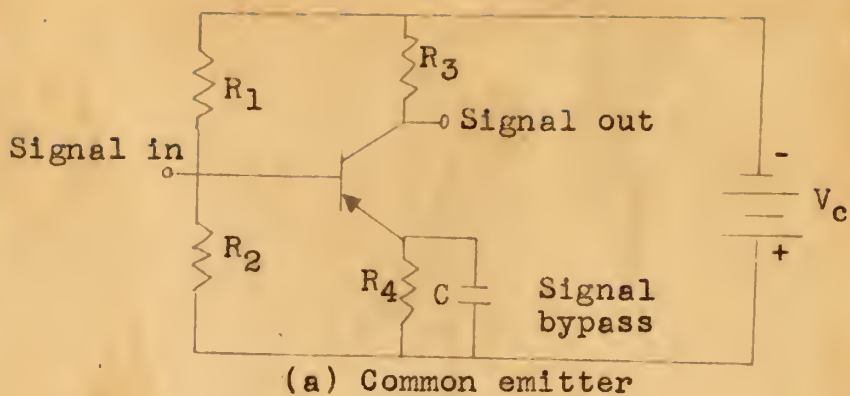 R1
R3
Signal out
Signal in
-
Vc
+
R2
R4
C
Signal
bypass
(a) Common emitter